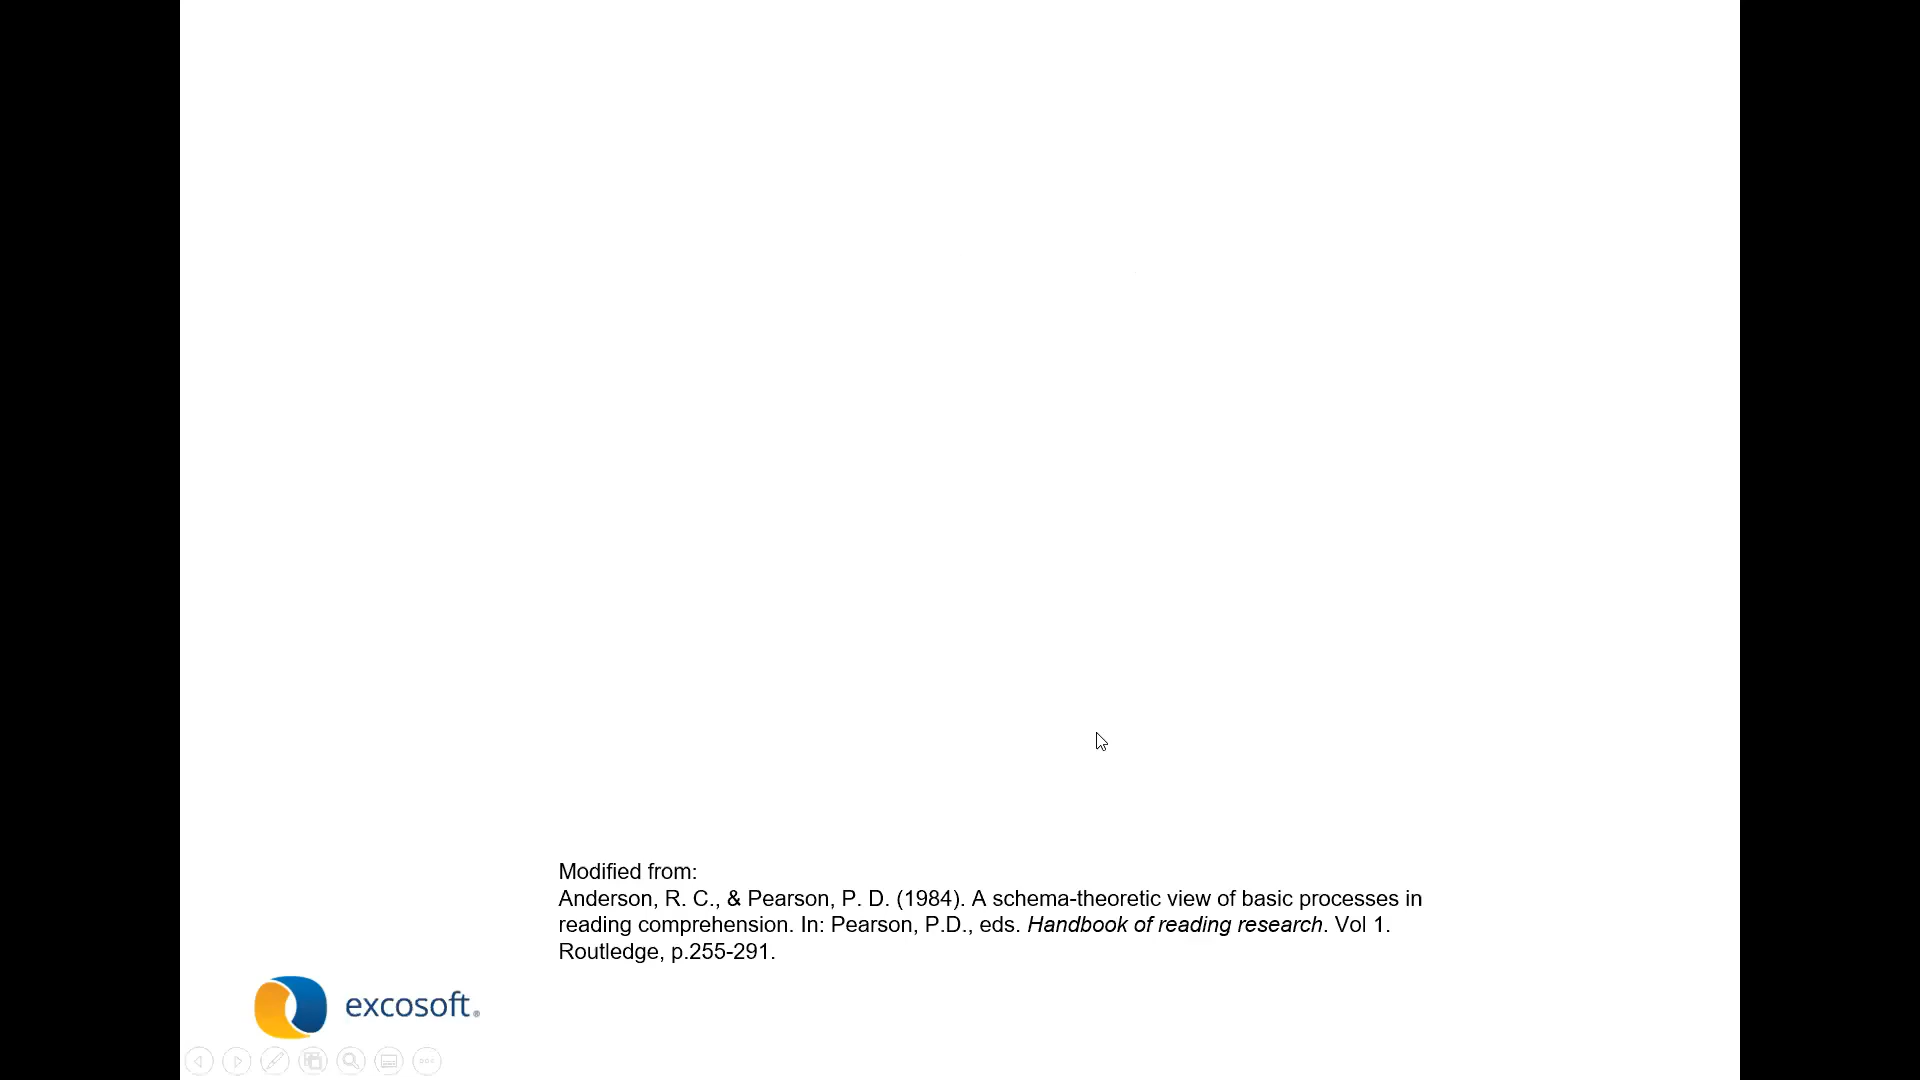 Modified from:
Anderson, R. C., & Pearson, P. D. (1984). A schema-theoretic view of basic processes in
reading comprehension. In: Pearson, P.D., eds. Handbook of reading research. Vol 1.
Routledge, p.255-291.
excosoft®